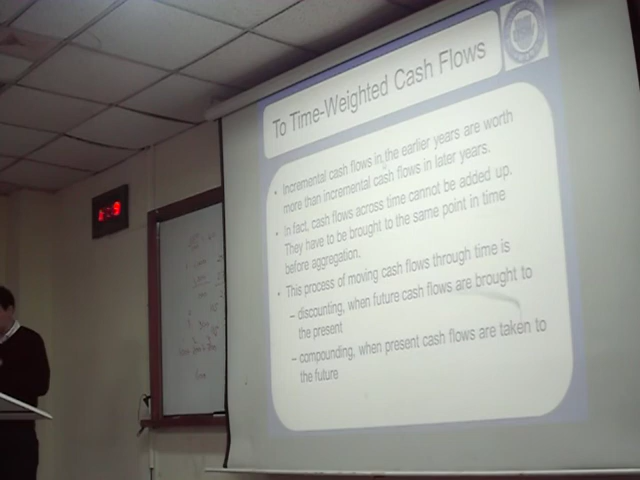 To Time-Weighted Cash Flows
• Incremental cash flows in the earlier years are worth
more than incremental cash flows in later years.
• In fact, cash flows across time cannot be added up.
They have to be brought to the same point in time
before aggregation.
• This process of moving cash flows through time is
– discounting, when future cash flows are brought to
the present
– compounding, when present cash flows are taken to
the future